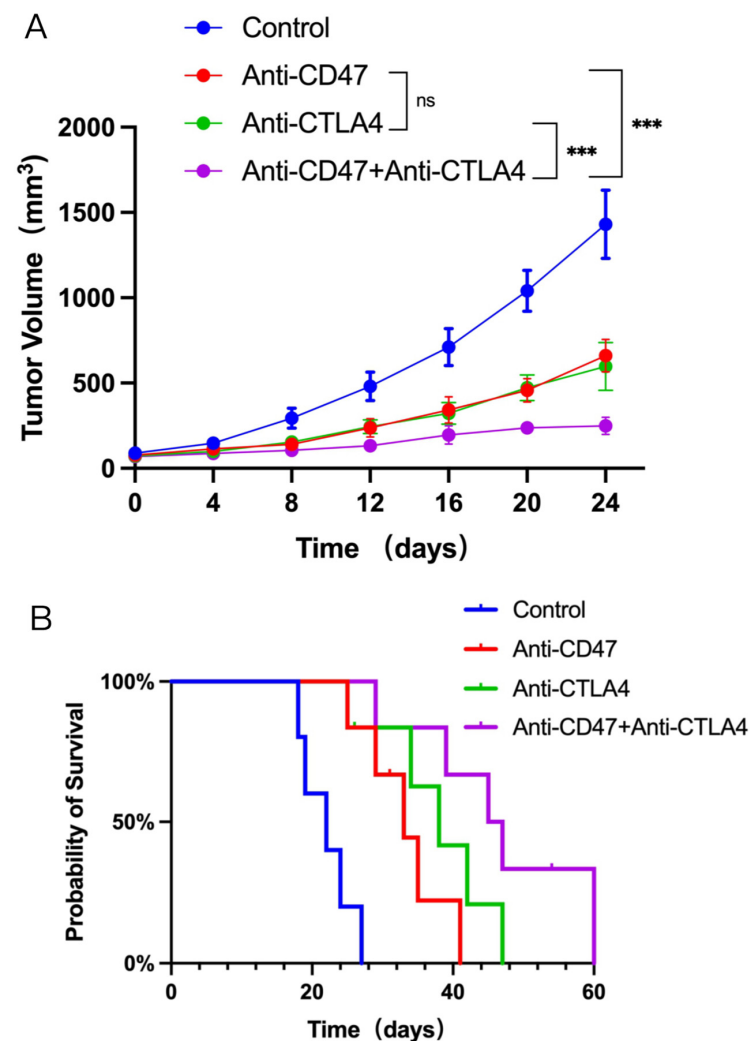 A
Control
Anti-CD47
ns
Anti-CTLA4
***
***
Anti-CD47+Anti-CTLA4
2000
1500
1000
500
0
Tumor Volume (mm³)
0 4 8 12 16 20 24
Time (days)
B
Control
Anti-CD47
Anti-CTLA4
Anti-CD47+Anti-CTLA4
100%
50%
0%
Probability of Survival
0 20 40 60
Time (days)